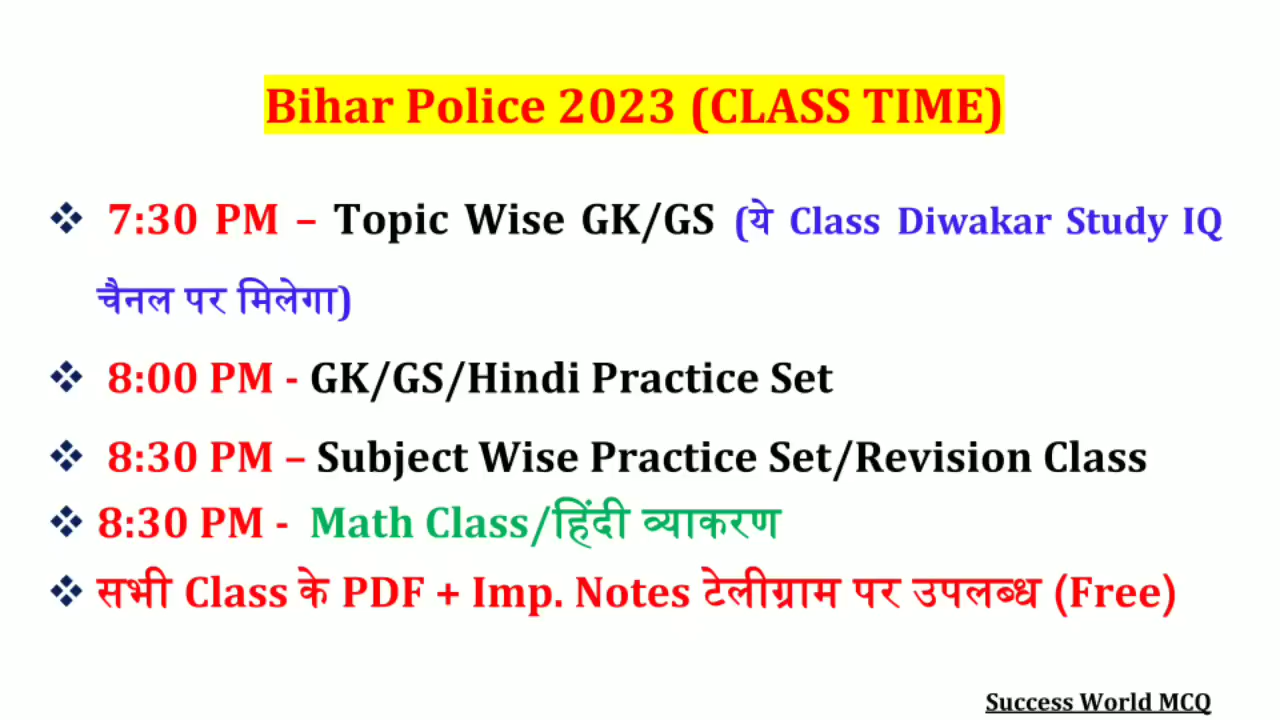 Bihar Police 2023 (CLASS TIME)
❖ 7:30 PM – Topic Wise GK/GS (ये Class Diwakar Study IQ
चैनल पर मिलेगा)
❖ 8:00 PM - GK/GS/Hindi Practice Set
❖ 8:30 PM – Subject Wise Practice Set/Revision Class
❖ 8:30 PM - Math Class/हिंदी व्याकरण
❖ सभी Class के PDF + Imp. Notes टेलीग्राम पर उपलब्ध (Free)
Success World MCQ